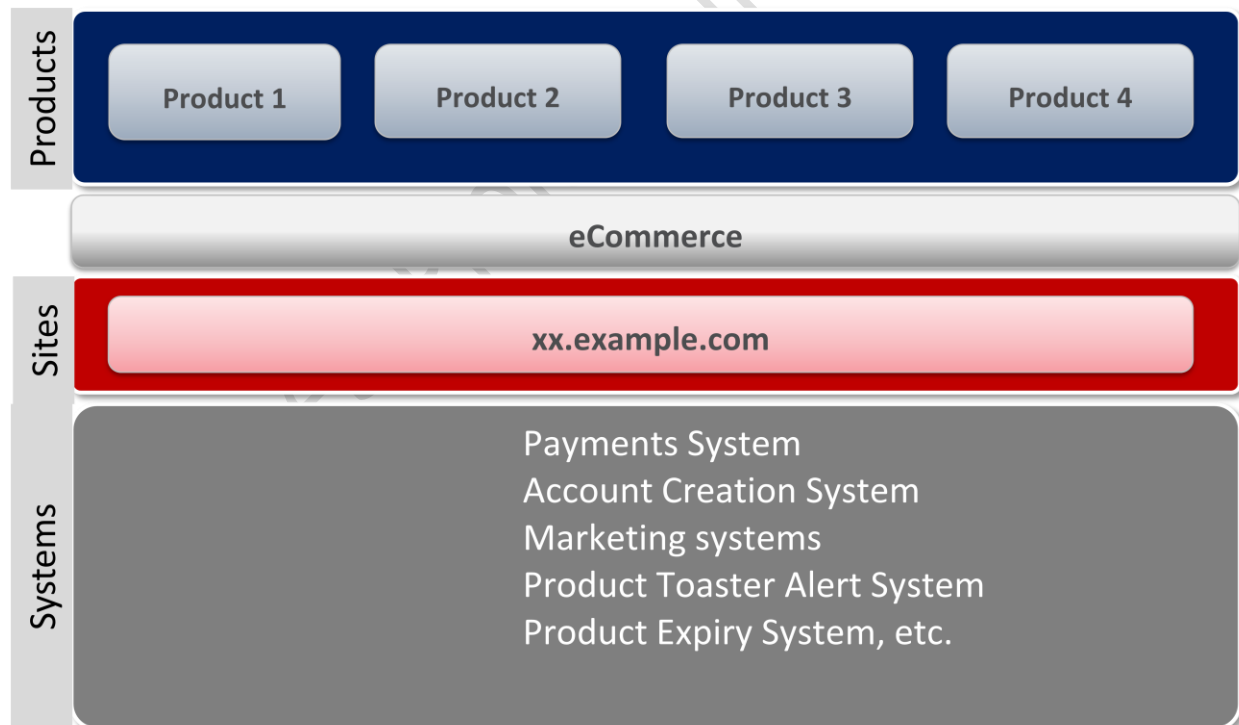 Products
Product 1
Product 2
Product 3
Product 4
eCommerce
Sites
xx.example.com
Systems
Payments System
Account Creation System
Marketing systems
Product Toaster Alert System
Product Expiry System, etc.